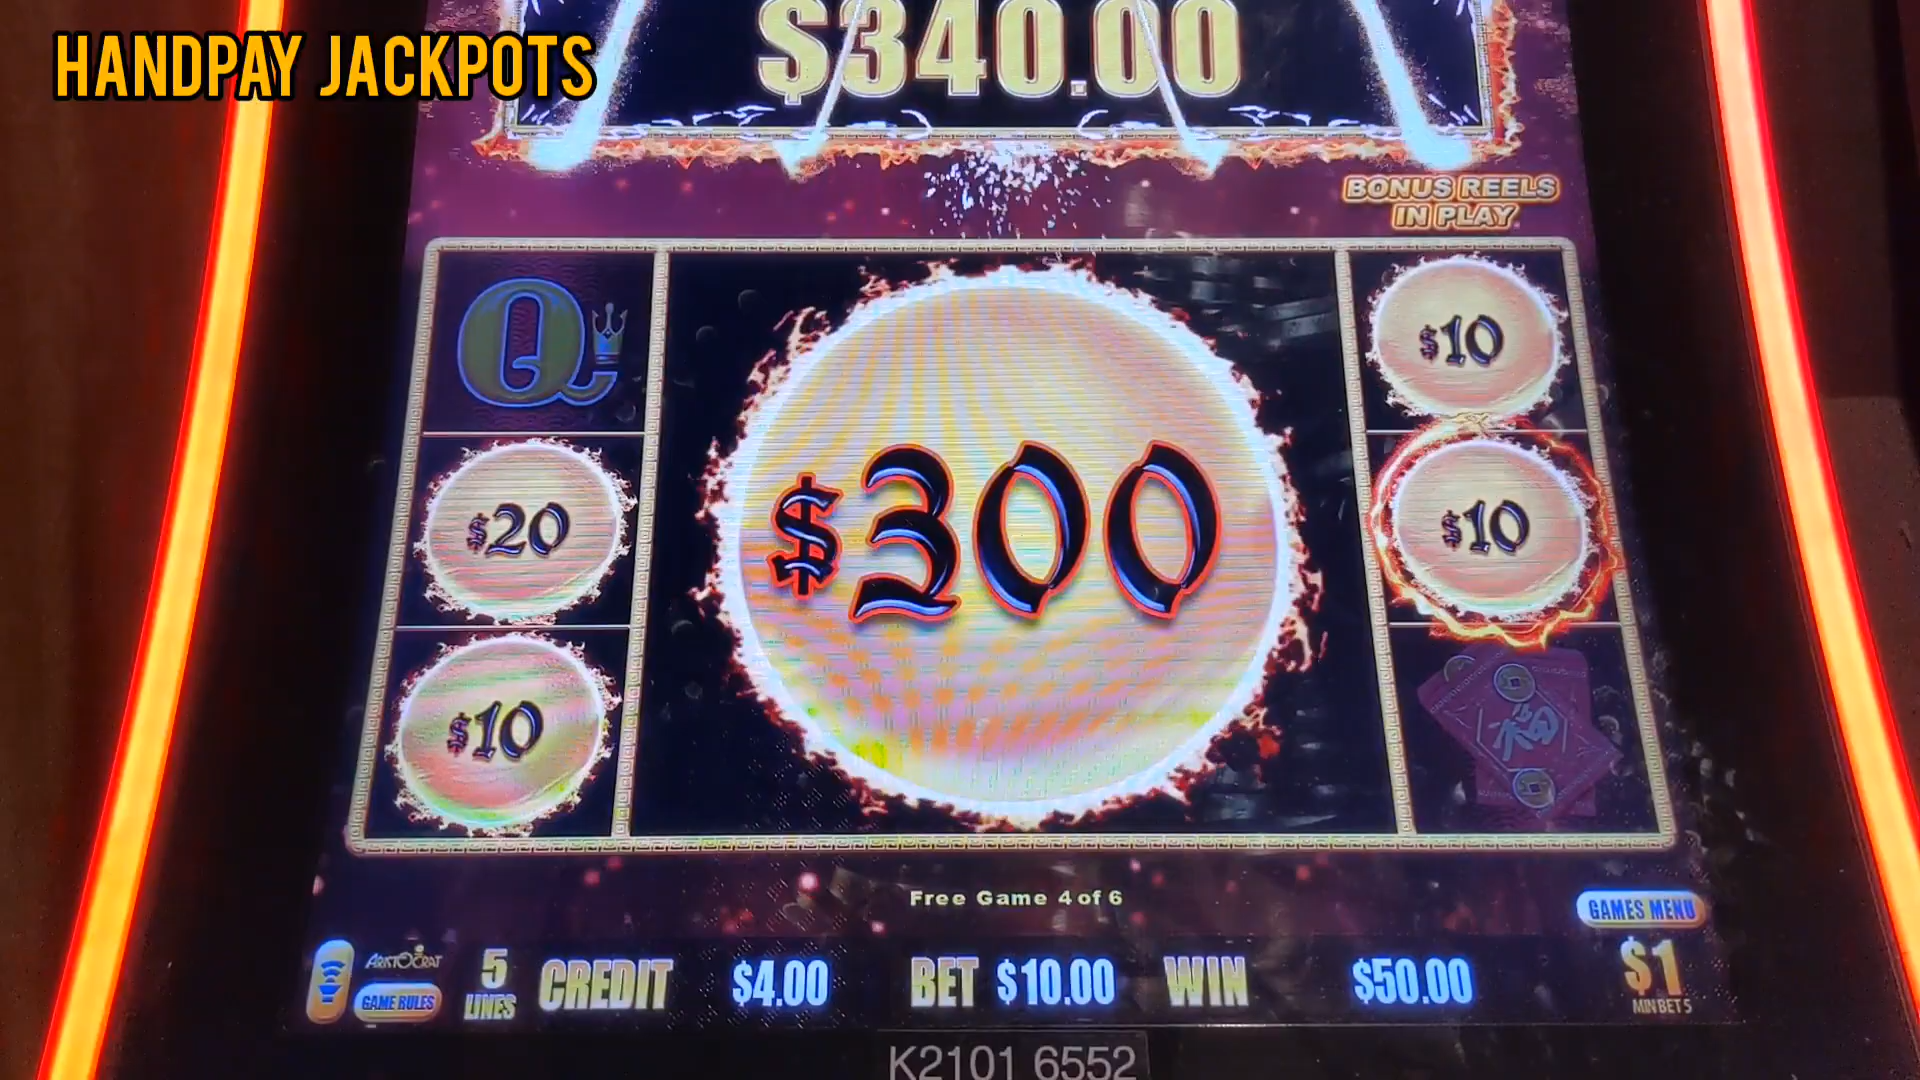 HANDPAY JACKPOTS
$340.00
BONUS REELS
IN PLAY
Q
$10
$20
$300
$10
$10
福
Free Game 4 of 6
GAMES MENU
ARISTOCRAT
GAME RULES
5
LINES
CREDIT $4.00 BET $10.00 WIN $50.00
$1
MIN BET 5
K2101 6552